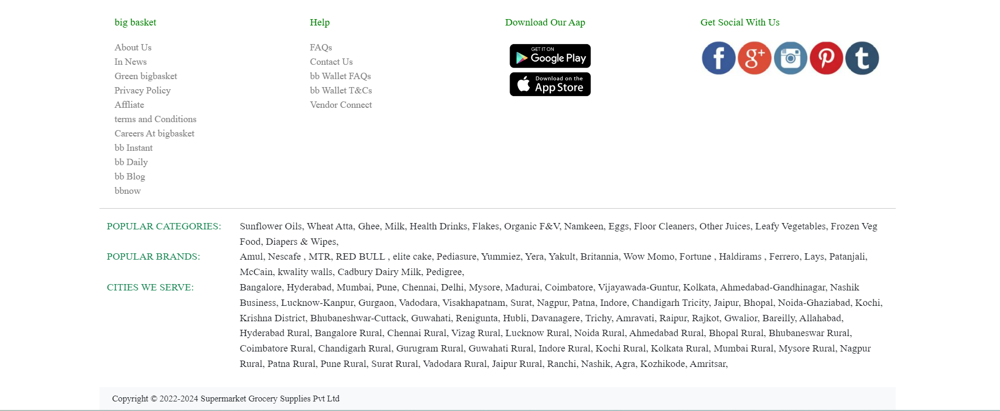 big basket
About Us
In News
Green bigbasket
Privacy Policy
Affliate
terms and Conditions
Careers At bigbasket
bb Instant
bb Daily
bb Blog
bbnow
Help
FAQs
Contact Us
bb Wallet FAQs
bb Wallet T&Cs
Vendor Connect
Download Our Aap
GET IT ON
Google Play
Download on the
App Store
Get Social With Us
f
g+
p
t
POPULAR CATEGORIES:
Sunflower Oils, Wheat Atta, Ghee, Milk, Health Drinks, Flakes, Organic F&V, Namkeen, Eggs, Floor Cleaners, Other Juices, Leafy Vegetables, Frozen Veg
Food, Diapers & Wipes,
POPULAR BRANDS:
Amul, Nescafe , MTR, RED BULL , elite cake, Pediasure, Yummiez, Yera, Yakult, Britannia, Wow Momo, Fortune , Haldirams , Ferrero, Lays, Patanjali,
McCain, kwality walls, Cadbury Dairy Milk, Pedigree,
CITIES WE SERVE:
Bangalore, Hyderabad, Mumbai, Pune, Chennai, Delhi, Mysore, Madurai, Coimbatore, Vijayawada-Guntur, Kolkata, Ahmedabad-Gandhinagar, Nashik
Business, Lucknow-Kanpur, Gurgaon, Vadodara, Visakhapatnam, Surat, Nagpur, Patna, Indore, Chandigarh Tricity, Jaipur, Bhopal, Noida-Ghaziabad, Kochi,
Krishna District, Bhubaneshwar-Cuttack, Guwahati, Renigunta, Hubli, Davanagere, Trichy, Amravati, Raipur, Rajkot, Gwalior, Bareilly, Allahabad,
Hyderabad Rural, Bangalore Rural, Chennai Rural, Vizag Rural, Lucknow Rural, Noida Rural, Ahmedabad Rural, Bhopal Rural, Bhubaneswar Rural,
Coimbatore Rural, Chandigarh Rural, Gurugram Rural, Guwahati Rural, Indore Rural, Kochi Rural, Kolkata Rural, Mumbai Rural, Mysore Rural, Nagpur
Rural, Patna Rural, Pune Rural, Surat Rural, Vadodara Rural, Jaipur Rural, Ranchi, Nashik, Agra, Kozhikode, Amritsar,
Copyright © 2022-2024 Supermarket Grocery Supplies Pvt Ltd